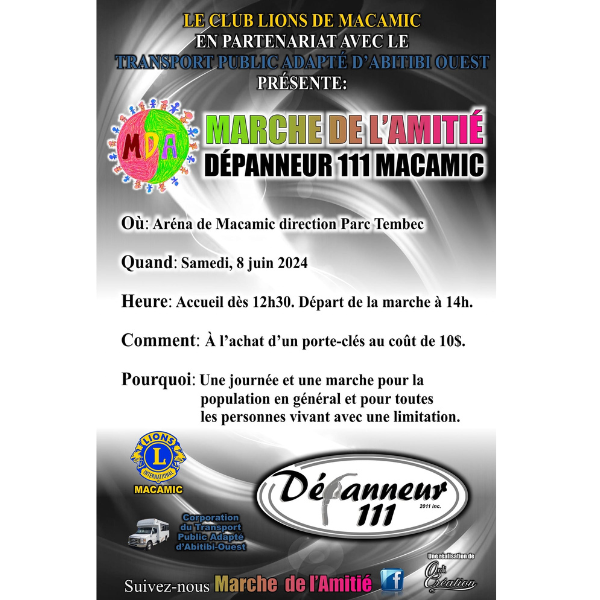 LE CLUB LIONS DE MACAMIC
EN PARTENARIAT AVEC LE
TRANSPORT PUBLIC ADAPTÉ D'ABITIBI OUEST
PRÉSENTE:
MDA
MARCHE DE L'AMITIÉ
DÉPANNEUR 111 MACAMIC
Où: Aréna de Macamic direction Parc Tembec
Quand: Samedi, 8 juin 2024
Heure: Accueil dès 12h30. Départ de la marche à 14h.
Comment: À l'achat d'un porte-clés au coût de 10$.
Pourquoi: Une journée et une marche pour la
population en général et pour toutes
les personnes vivant avec une limitation.
LIONS
L
INTERNATIONAL
MACAMIC
Corporation
du Transport
Public Adapté
d'Abitibi-Ouest
Dépanneur
111
2011 inc.
Une réalisation de
Création
Suivez-nous Marche de l'Amitié f